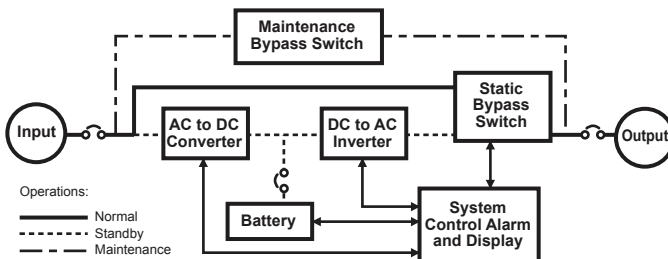 Maintenance
Bypass Switch
Static
Bypass
Switch
Input
AC to DC
Converter
DC to AC
Inverter
Output
Operations:
Normal
Standby
Maintenance
Battery
System
Control Alarm
and Display